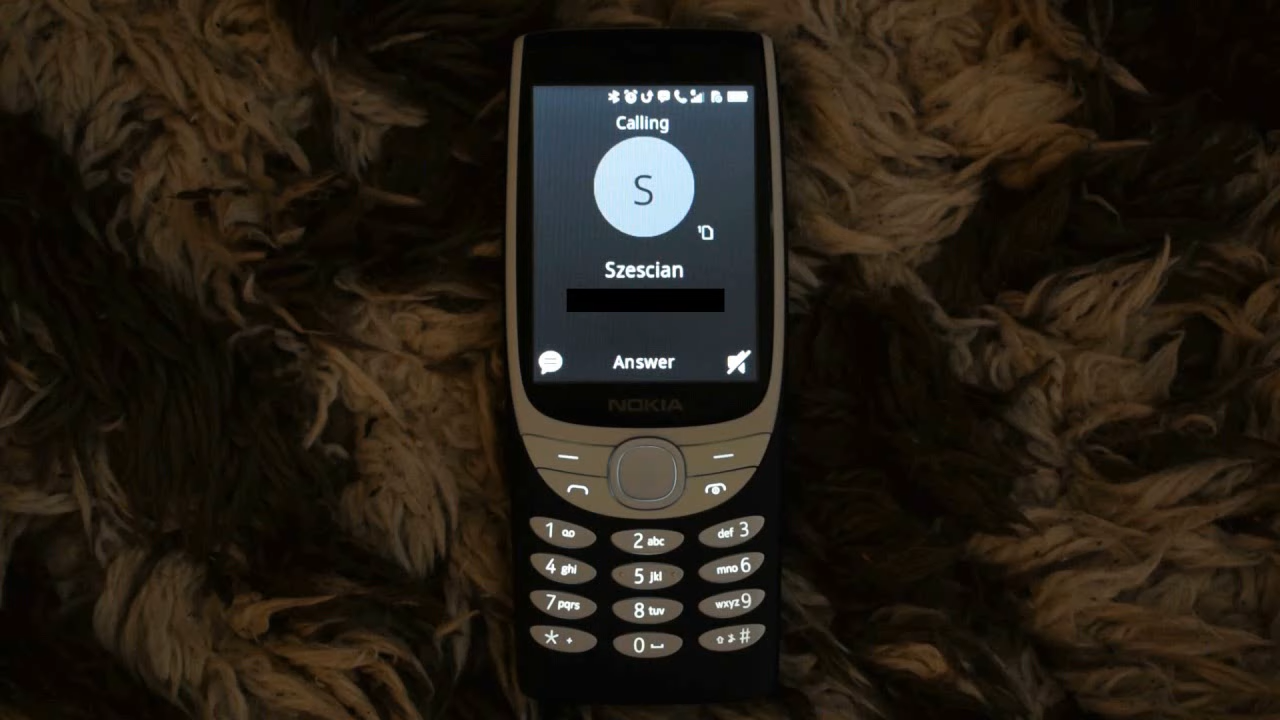 Calling
S
Szescian
Answer
NOKIA
1
2 abc
def 3
4 ghi
5 jkl
mno 6
7 pqrs
8 tuv
wxyz 9
* +
0
#